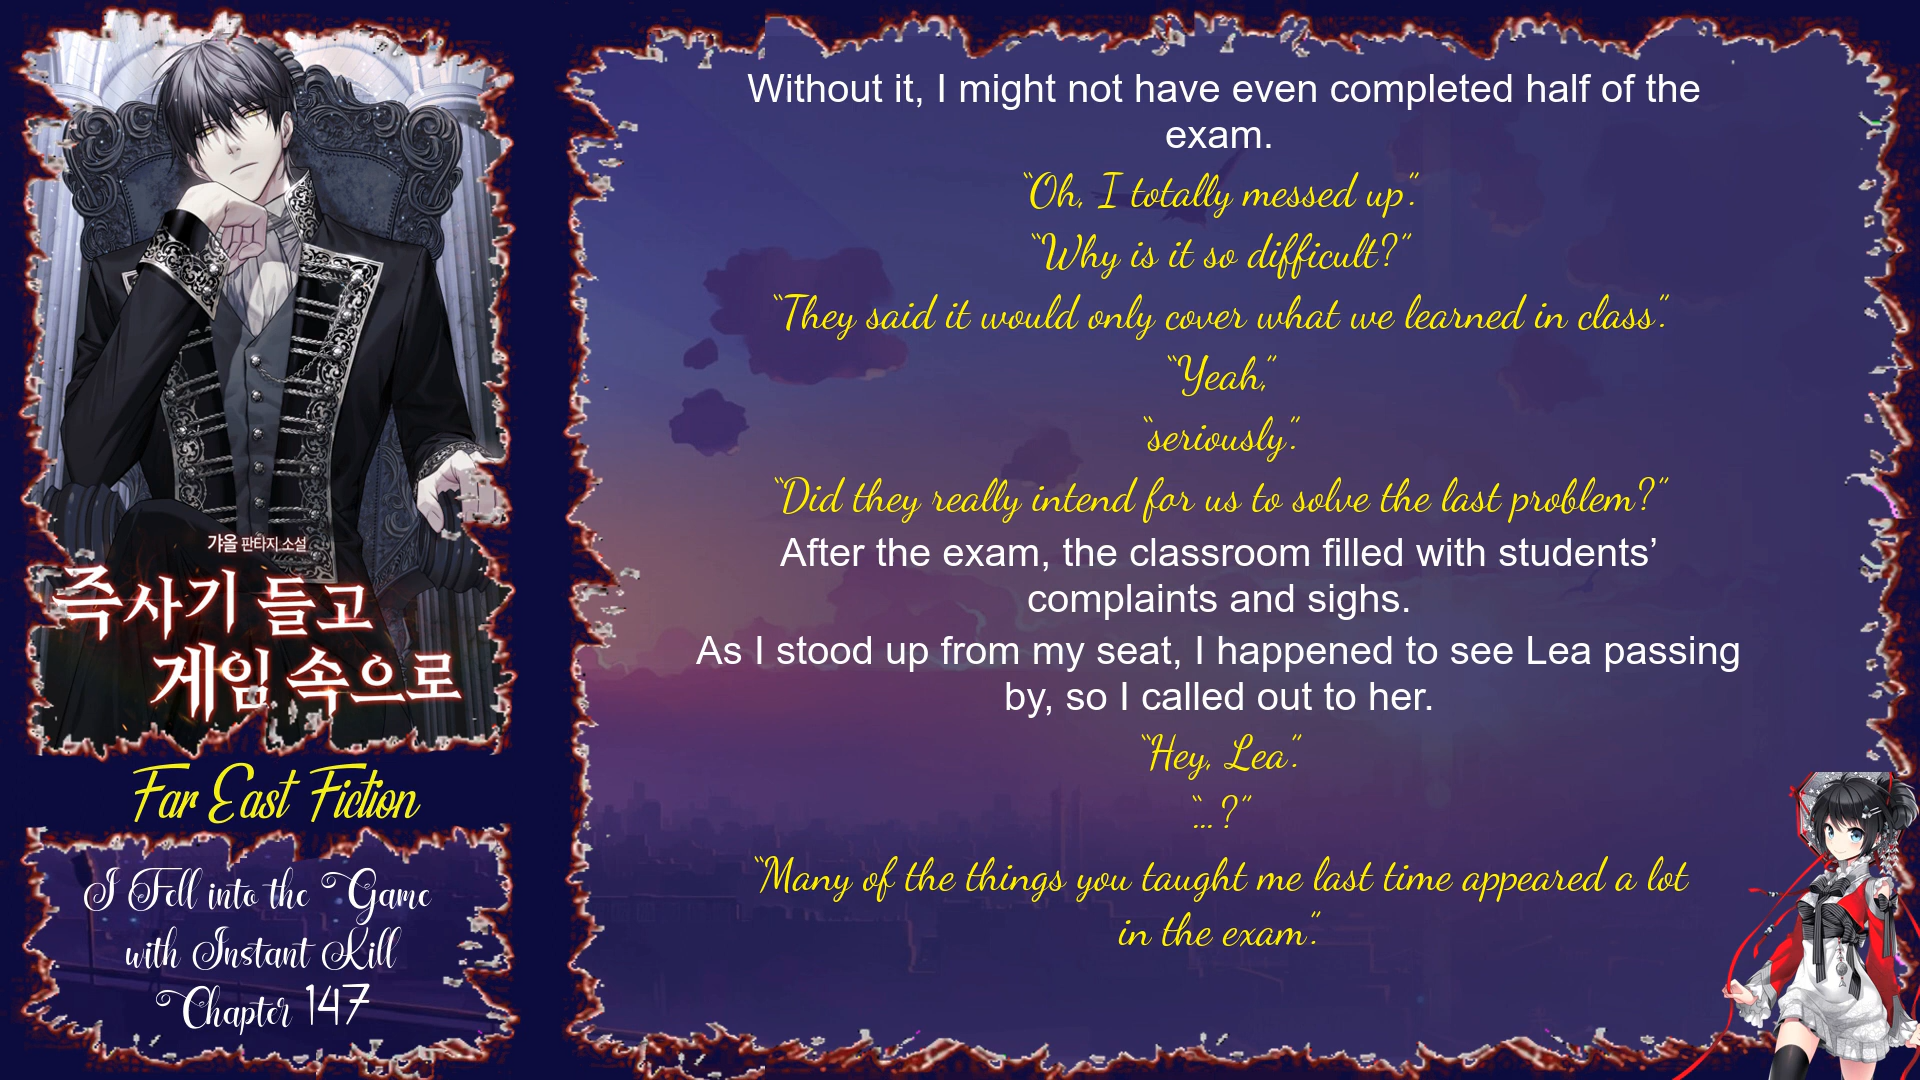 갸올 판타지 소설
즉사기 들고
게임 속으로
Far East Fiction
I Fell into the Game
with Instant Kill
Chapter 147
Without it, I might not have even completed half of the
exam.
“Oh, I totally messed up.”
“Why is it so difficult?”
“They said it would only cover what we learned in class.”
“Yeah,”
“seriously.”
“Did they really intend for us to solve the last problem?”
After the exam, the classroom filled with students’
complaints and sighs.
As I stood up from my seat, I happened to see Lea passing
by, so I called out to her.
“Hey, Lea.”
“…?”
“Many of the things you taught me last time appeared a lot
in the exam.”